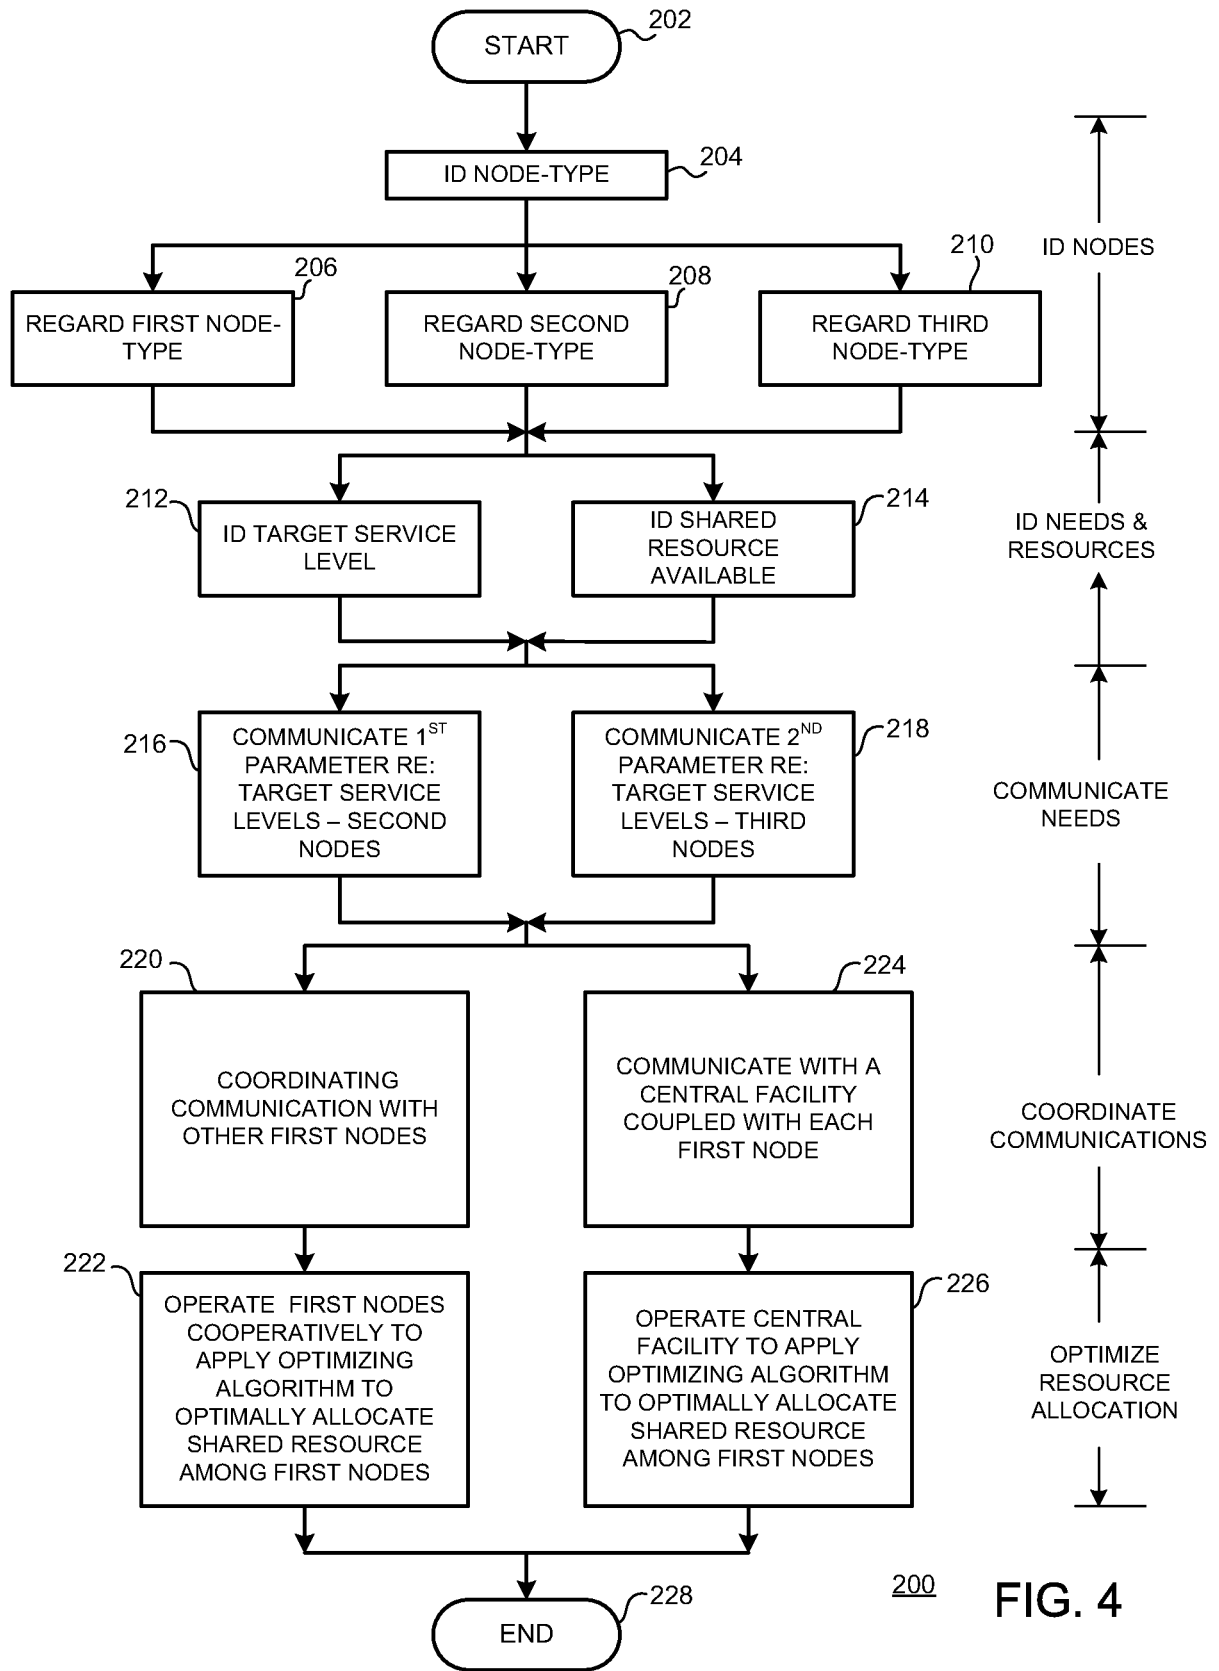 START
202
ID NODE-TYPE
204
ID NODES
206
208
210
REGARD FIRST NODE-
TYPE
REGARD SECOND
NODE-TYPE
REGARD THIRD
NODE-TYPE
212
214
ID TARGET SERVICE
LEVEL
ID SHARED
RESOURCE
AVAILABLE
ID NEEDS &
RESOURCES
216
COMMUNICATE 1ST
PARAMETER RE:
TARGET SERVICE
LEVELS – SECOND
NODES
COMMUNICATE 2ND
PARAMETER RE:
TARGET SERVICE
LEVELS – THIRD
NODES
218
COMMUNICATE
NEEDS
220
224
COORDINATING
COMMUNICATION WITH
OTHER FIRST NODES
COMMUNICATE WITH A
CENTRAL FACILITY
COUPLED WITH EACH
FIRST NODE
COORDINATE
COMMUNICATIONS
222
226
OPERATE FIRST NODES
COOPERATIVELY TO
APPLY OPTIMIZING
ALGORITHM TO
OPTIMALLY ALLOCATE
SHARED RESOURCE
AMONG FIRST NODES
OPERATE CENTRAL
FACILITY TO APPLY
OPTIMIZING ALGORITHM
TO OPTIMALLY ALLOCATE
SHARED RESOURCE
AMONG FIRST NODES
OPTIMIZE
RESOURCE
ALLOCATION
END
228
200
FIG. 4